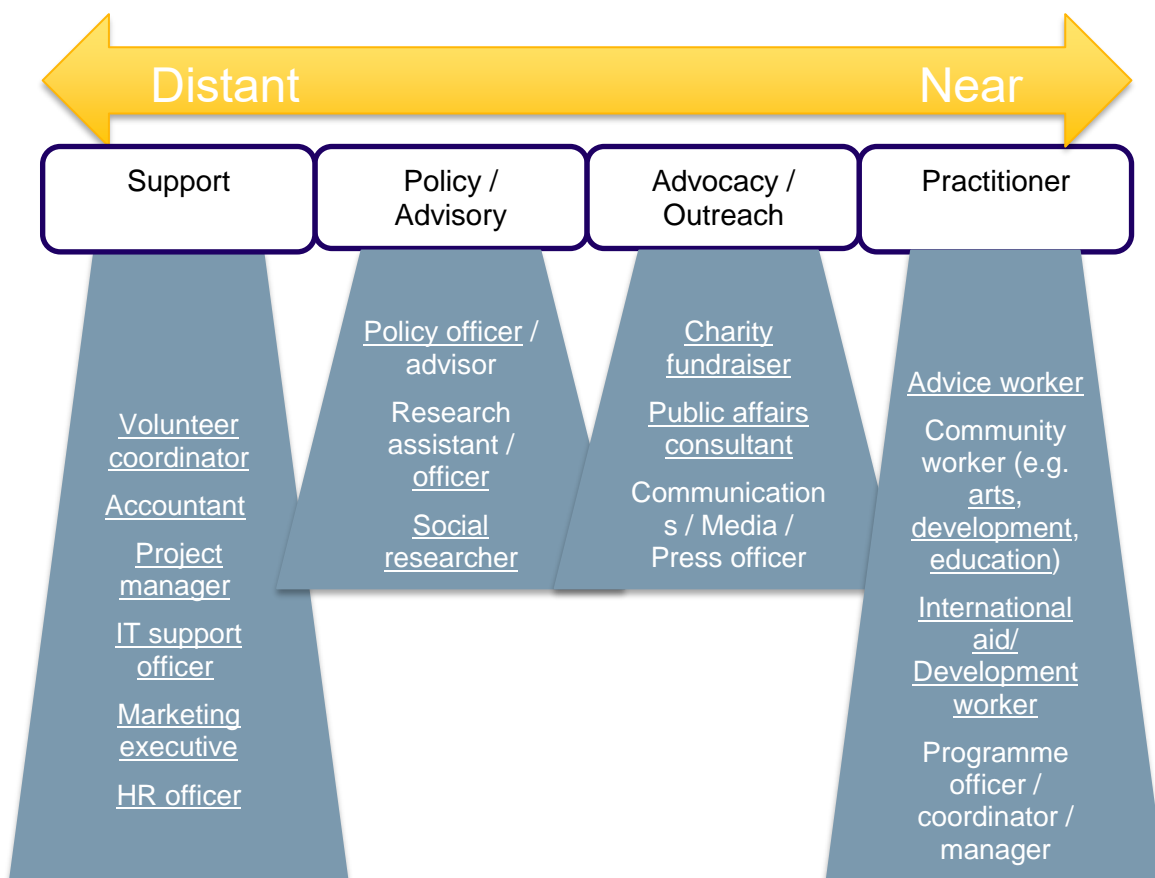 Distant
Near
Support
Policy /
Advisory
Advocacy /
Outreach
Practitioner
Volunteer
coordinator
Accountant
Project
manager
IT support
officer
Marketing
executive
HR officer
Policy officer /
advisor
Research
assistant /
officer
Social
researcher
Charity
fundraiser
Public affairs
consultant
Communication
s / Media /
Press officer
Advice worker
Community
worker (e.g.
arts,
development,
education)
International
aid/
Development
worker
Programme
officer /
coordinator /
manager